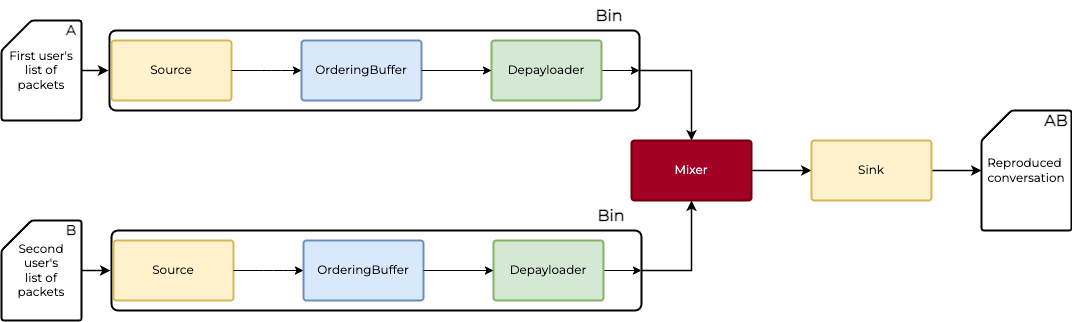 Bin
A
First user's
list of
packets
Source
OrderingBuffer
Depayloader
AB
Mixer
Sink
Reproduced
conversation
Bin
B
Second
user's
list of
packets
Source
OrderingBuffer
Depayloader